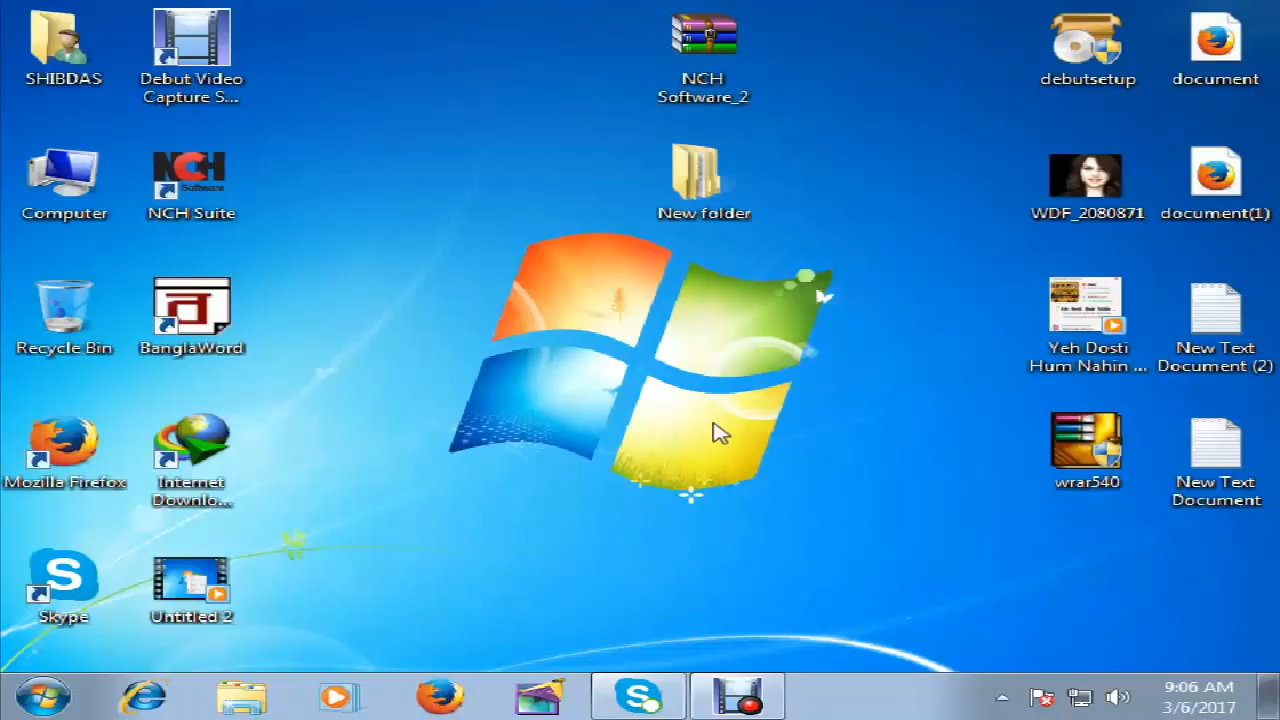 SHIBDAS
Debut Video
Capture S...
NCH
Software_2
debutsetup
document
Computer
NCH
Software
NCH Suite
New folder
WDF_2080871
document(1)
Recycle Bin
BanglaWord
Yeh Dosti
Hum Nahin ...
New Text
Document (2)
Mozilla Firefox
Internet
Downlo...
wrar540
New Text
Document
Skype
Untitled 2
9:06 AM
3/6/2017